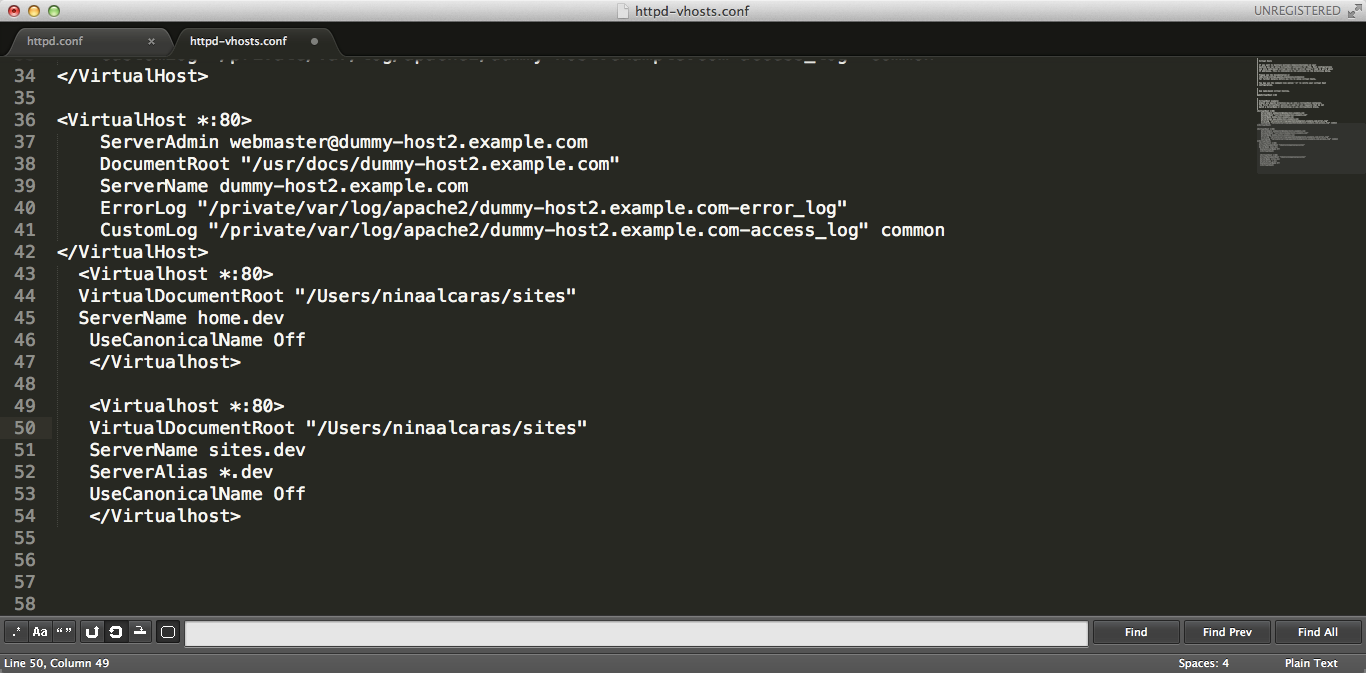 httpd-vhosts.conf
UNREGISTERED
httpd.conf ×
httpd-vhosts.conf
34 </VirtualHost>
35
36 <VirtualHost *:80>
37 ServerAdmin webmaster@dummy-host2.example.com
38 DocumentRoot "/usr/docs/dummy-host2.example.com"
39 ServerName dummy-host2.example.com
40 ErrorLog "/private/var/log/apache2/dummy-host2.example.com-error_log"
41 CustomLog "/private/var/log/apache2/dummy-host2.example.com-access_log" common
42 </VirtualHost>
43 <Virtualhost *:80>
44 VirtualDocumentRoot "/Users/ninaalcaras/sites"
45 ServerName home.dev
46 UseCanonicalName Off
47 </Virtualhost>
48
49 <Virtualhost *:80>
50 VirtualDocumentRoot "/Users/ninaalcaras/sites"
51 ServerName sites.dev
52 ServerAlias *.dev
53 UseCanonicalName Off
54 </Virtualhost>
55
56
57
58
.* Aa “ ” Find Find Prev Find All
Line 50, Column 49 Spaces: 4 Plain Text